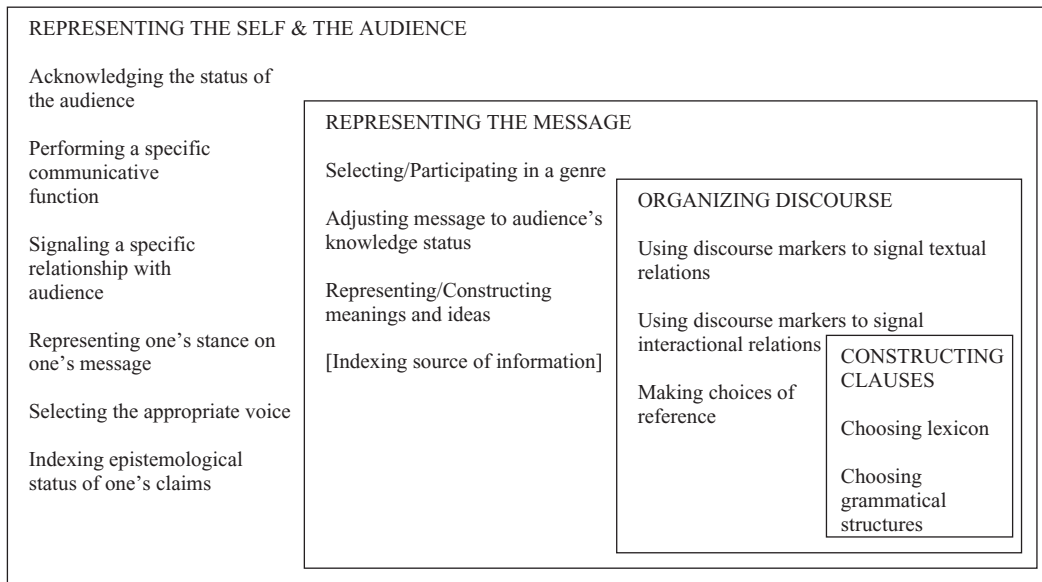 REPRESENTING THE SELF & THE AUDIENCE
Acknowledging the status of
the audience
Performing a specific
communicative
function
Signaling a specific
relationship with
audience
Representing one's stance on
one's message
Selecting the appropriate voice
Indexing epistemological
status of one's claims
REPRESENTING THE MESSAGE
Selecting/Participating in a genre
Adjusting message to audience's
knowledge status
Representing/Constructing
meanings and ideas
[Indexing source of information]
ORGANIZING DISCOURSE
Using discourse markers to signal textual
relations
Using discourse markers to signal
interactional relations
Making choices of
reference
CONSTRUCTING
CLAUSES
Choosing lexicon
Choosing
grammatical
structures